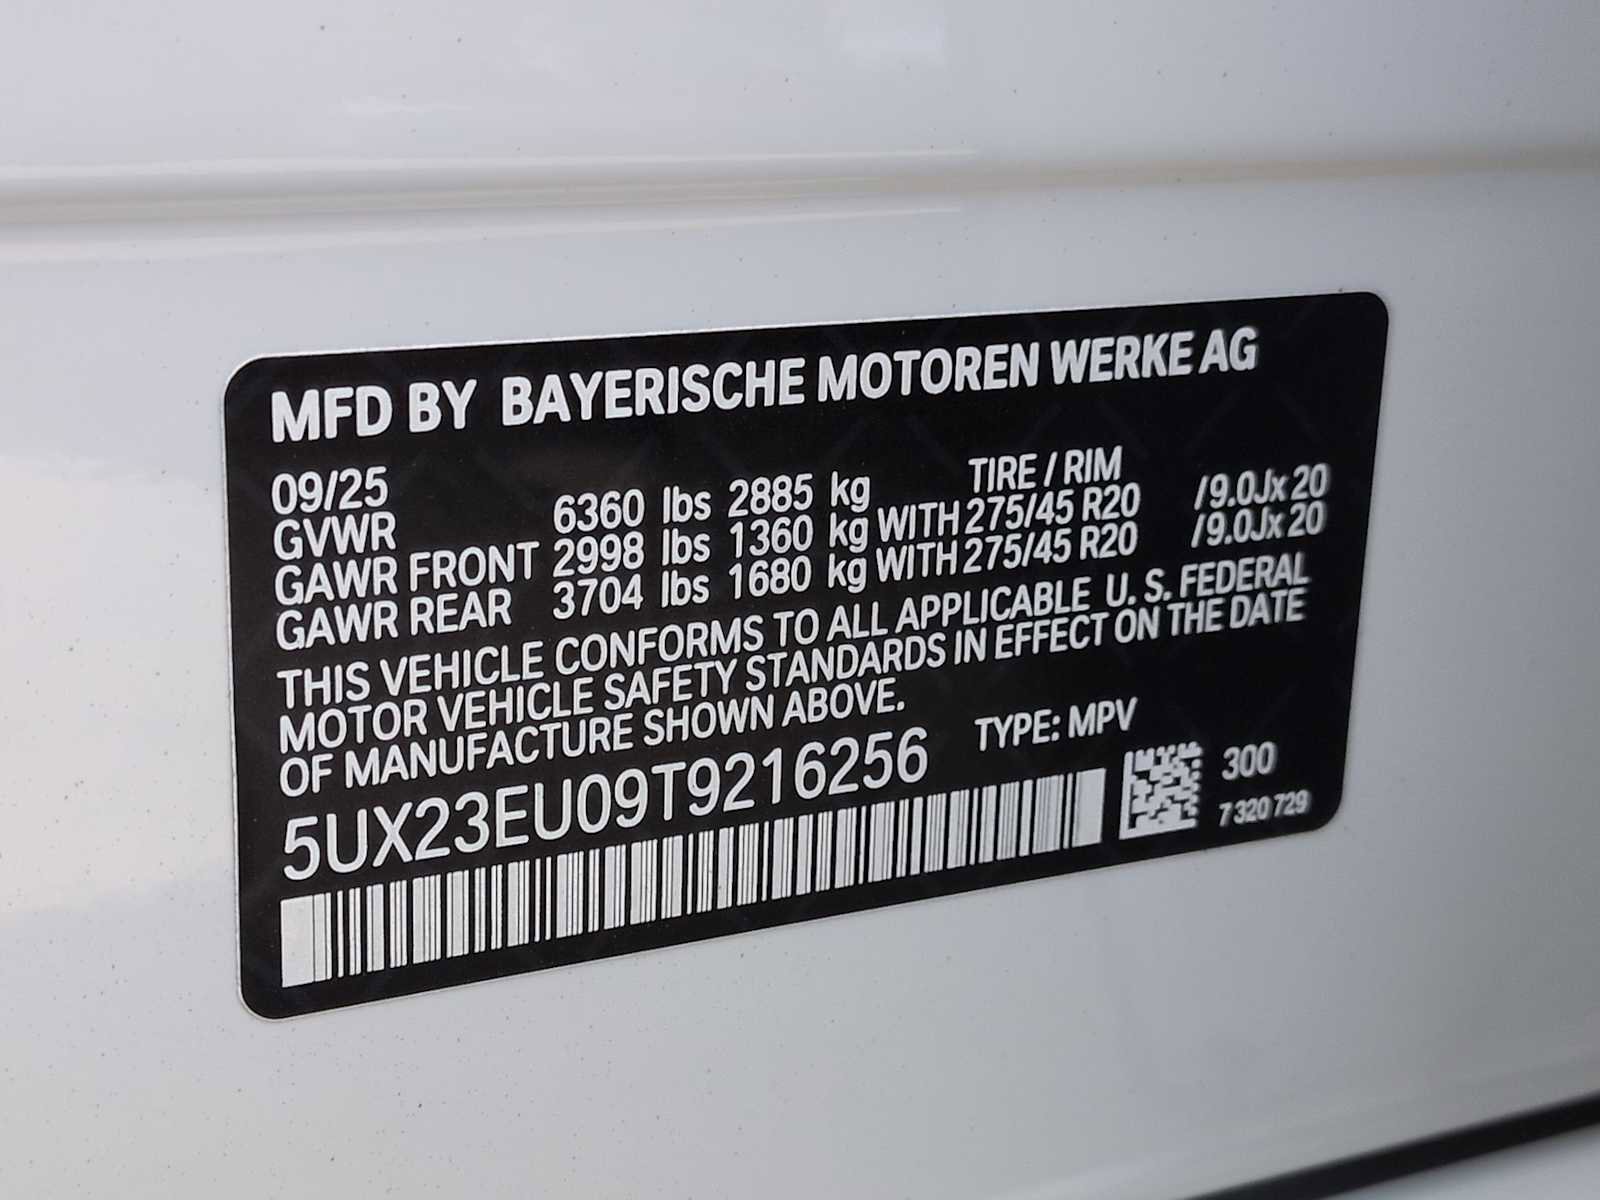 MFD BY BAYERISCHE MOTOREN WERKE AG
09/25 TIRE / RIM
GVWR 6360 lbs 2885 kg
GAWR FRONT 2998 lbs 1360 kg WITH 275/45 R20 /9.0Jx20
GAWR REAR 3704 lbs 1680 kg WITH 275/45 R20 /9.0Jx20
THIS VEHICLE CONFORMS TO ALL APPLICABLE U. S. FEDERAL
MOTOR VEHICLE SAFETY STANDARDS IN EFFECT ON THE DATE
OF MANUFACTURE SHOWN ABOVE.
5UX23EU09T9216256 TYPE: MPV
300
7 320 729